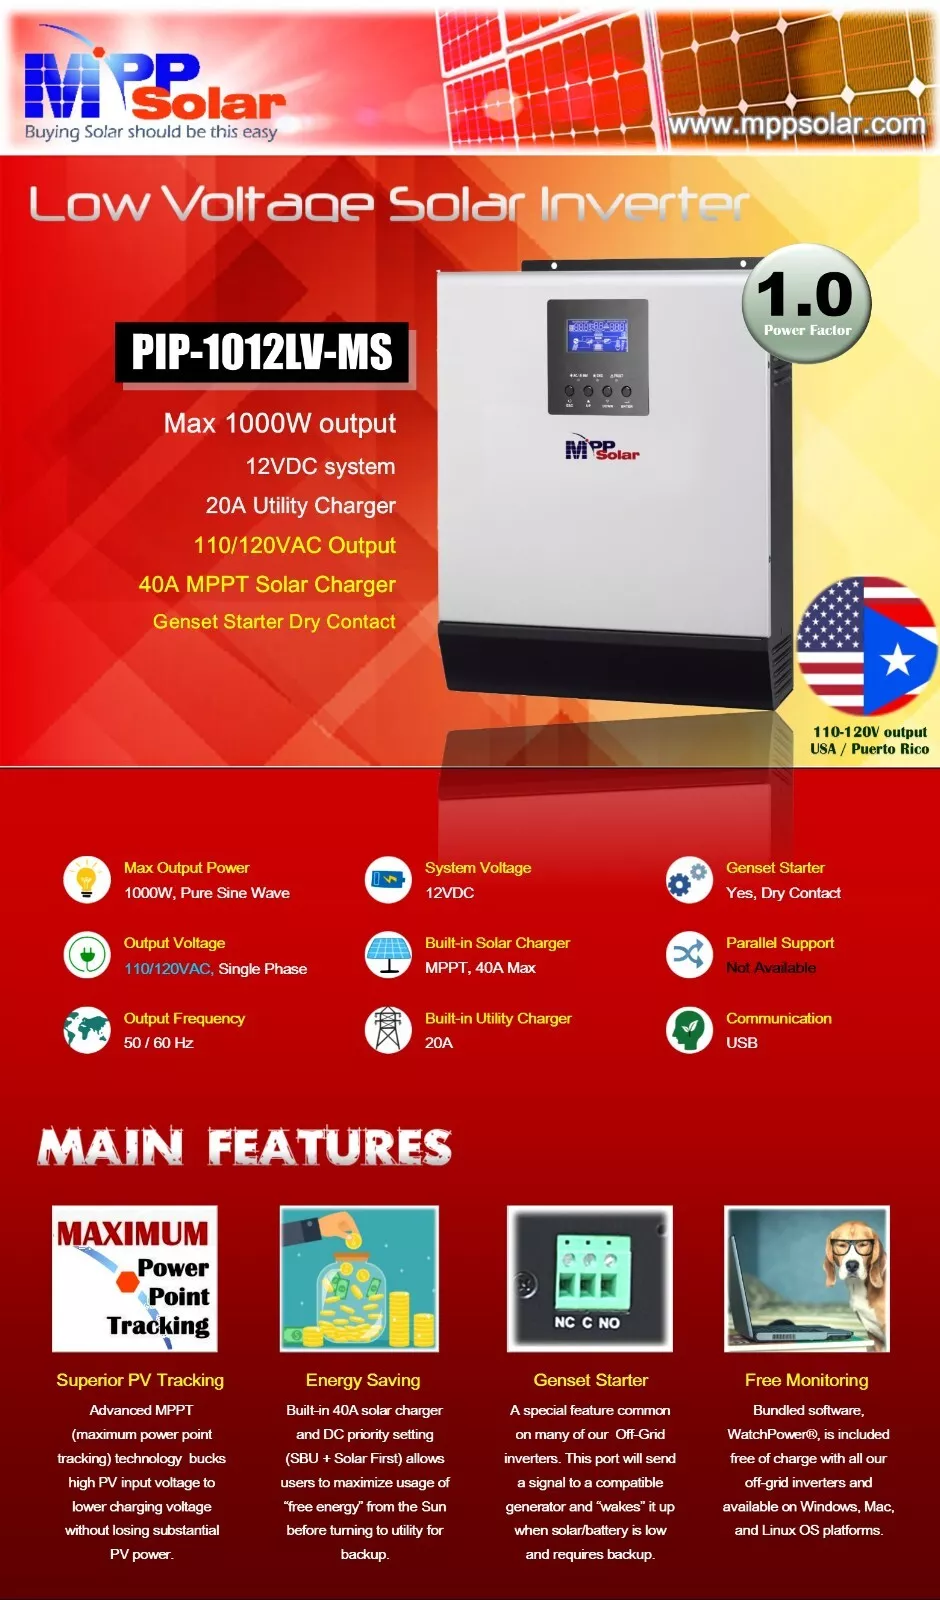 MPP
Solar
Buying Solar should be this easy
www.mppsolar.com
Low Voltage Solar Inverter
1.0
Power Factor
PIP-1012LV-MS
Max 1000W output
12VDC system
20A Utility Charger
110/120VAC Output
40A MPPT Solar Charger
Genset Starter Dry Contact
MPP
Solar
110-120V output
USA / Puerto Rico
Max Output Power
1000W, Pure Sine Wave
System Voltage
12VDC
Genset Starter
Yes, Dry Contact
Output Voltage
110/120VAC, Single Phase
Built-in Solar Charger
MPPT, 40A Max
Parallel Support
Not Available
Output Frequency
50 / 60 Hz
Built-in Utility Charger
20A
Communication
USB
MAIN FEATURES
MAXIMUM
Power
Point
Tracking
NC C NO
Superior PV Tracking
Advanced MPPT
(maximum power point
tracking) technology bucks
high PV input voltage to
lower charging voltage
without losing substantial
PV power.
Energy Saving
Built-in 40A solar charger
and DC priority setting
(SBU + Solar First) allows
users to maximize usage of
“free energy” from the Sun
before turning to utility for
backup.
Genset Starter
A special feature common
on many of our Off-Grid
inverters. This port will send
a signal to a compatible
generator and “wakes” it up
when solar/battery is low
and requires backup.
Free Monitoring
Bundled software,
WatchPower®, is included
free of charge with all our
off-grid inverters and
available on Windows, Mac,
and Linux OS platforms.